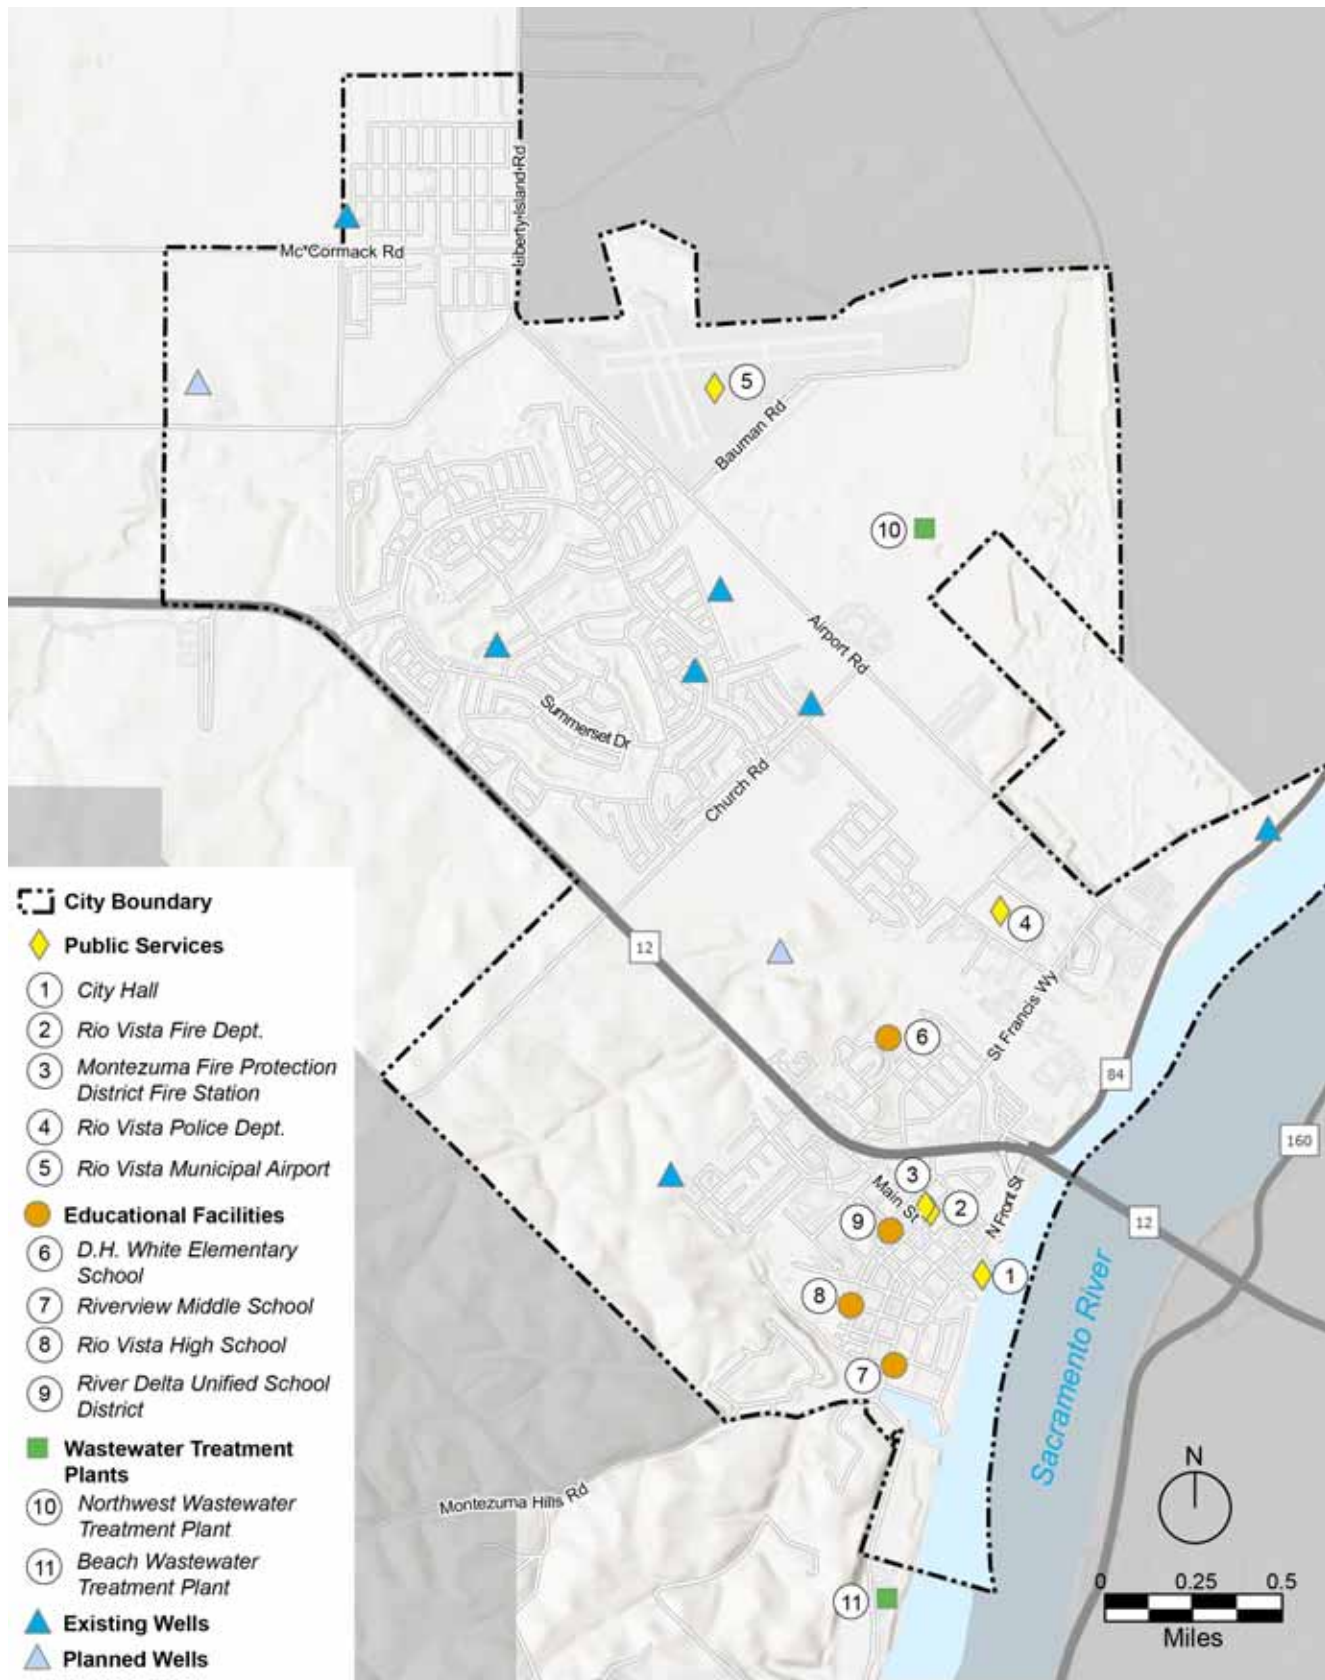 Liberty Island Rd
Mc Cormack Rd
5
Bauman Rd
10
Airport Rd
Summerset Dr
Church Rd
City Boundary
Public Services
1 City Hall
2 Rio Vista Fire Dept.
3 Montezuma Fire Protection
District Fire Station
4 Rio Vista Police Dept.
5 Rio Vista Municipal Airport
Educational Facilities
6 D.H. White Elementary
School
7 Riverview Middle School
8 Rio Vista High School
9 River Delta Unified School
District
Wastewater Treatment
Plants
10 Northwest Wastewater
Treatment Plant
11 Beach Wastewater
Treatment Plant
Existing Wells
Planned Wells
4
12
St Francis Wy
6
84
160
3
Main St
2
N Front St
9
12
1
8
7
Sacramento River
Montezuma Hills Rd
11
N
0 0.25 0.5
Miles